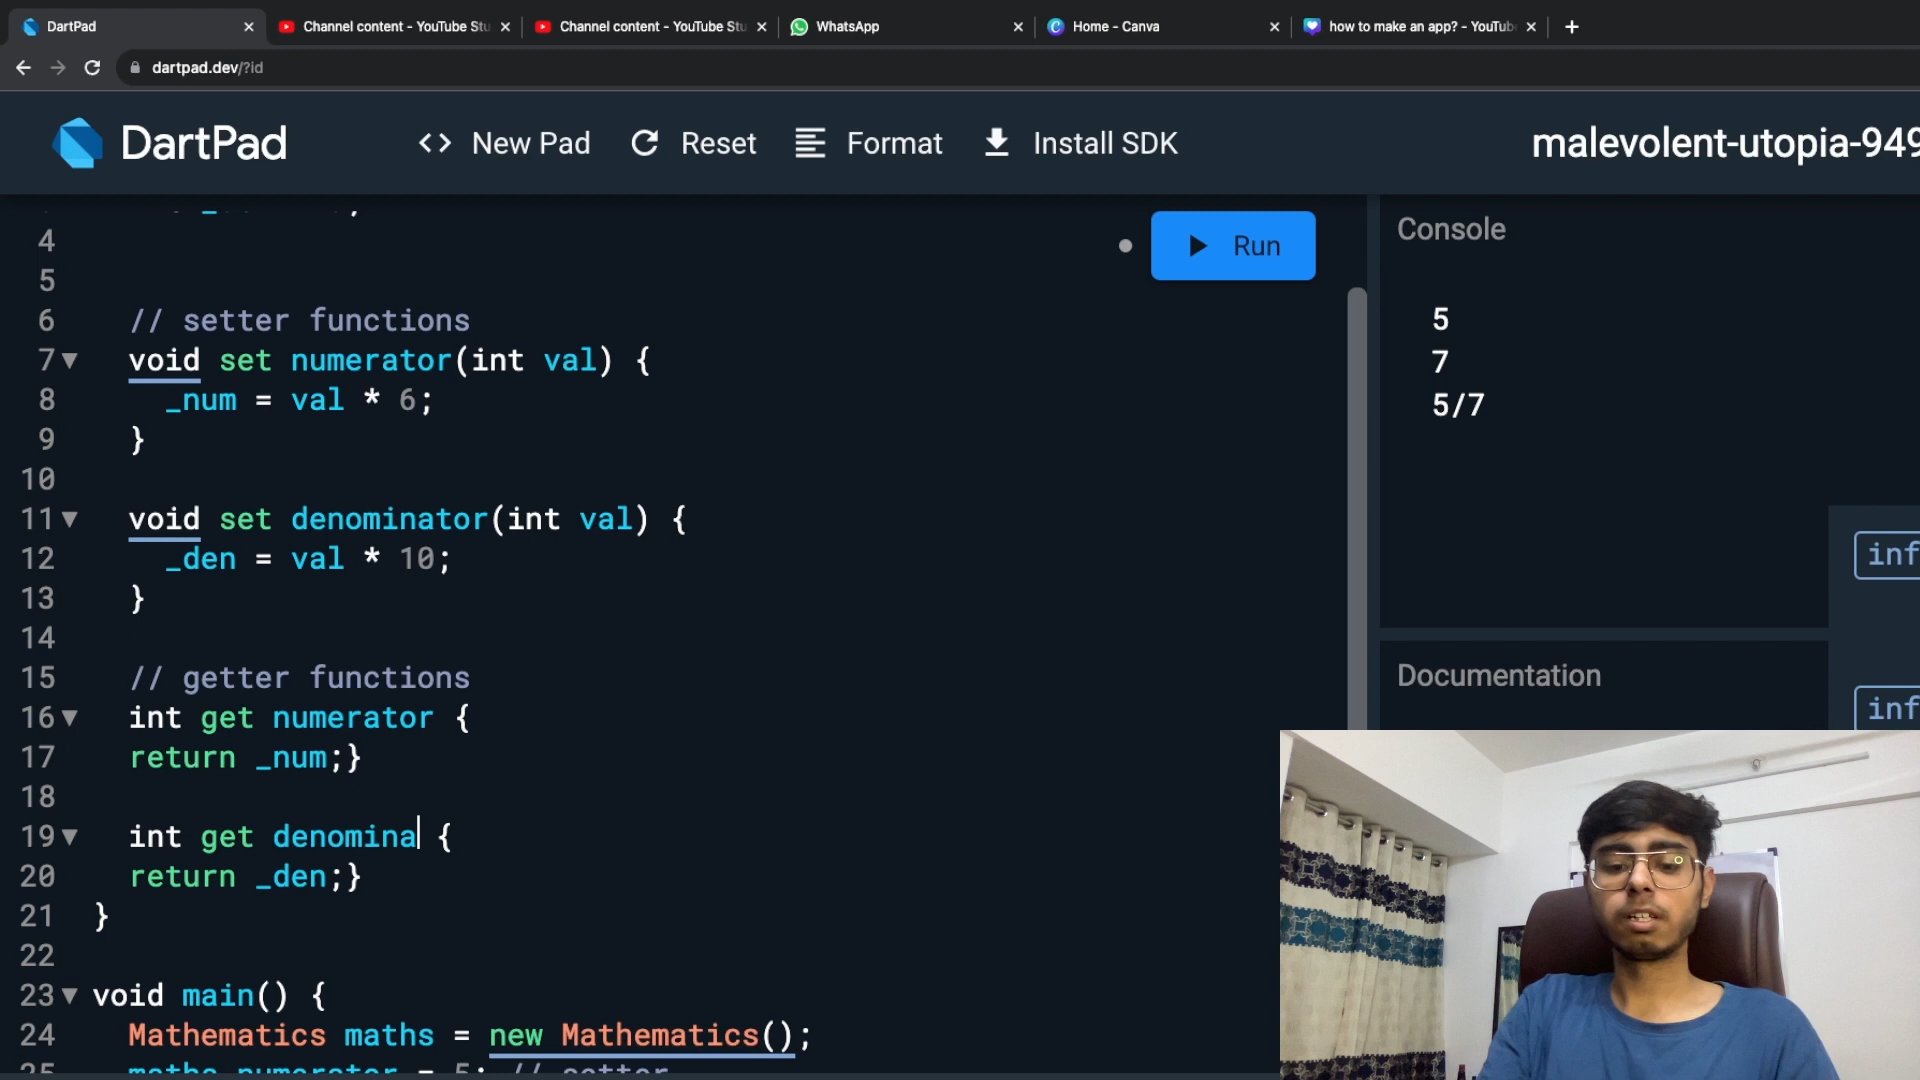 DartPad
Channel content - YouTube Stu
Channel content - YouTube Stu
WhatsApp
Home - Canva
how to make an app? - YouTub
dartpad.dev/?id
DartPad
New Pad
Reset
Format
Install SDK
malevolent-utopia-949
Run
Console
5
7
5/7
inf
inf
Documentation
4
5
6 // setter functions
7 void set numerator(int val) {
8 _num = val * 6;
9 }
10
11 void set denominator(int val) {
12 _den = val * 10;
13 }
14
15 // getter functions
16 int get numerator {
17 return _num;}
18
19 int get denomina {
20 return _den;}
21 }
22
23 void main() {
24 Mathematics maths = new Mathematics();
25 maths.numerator = 5; // setter